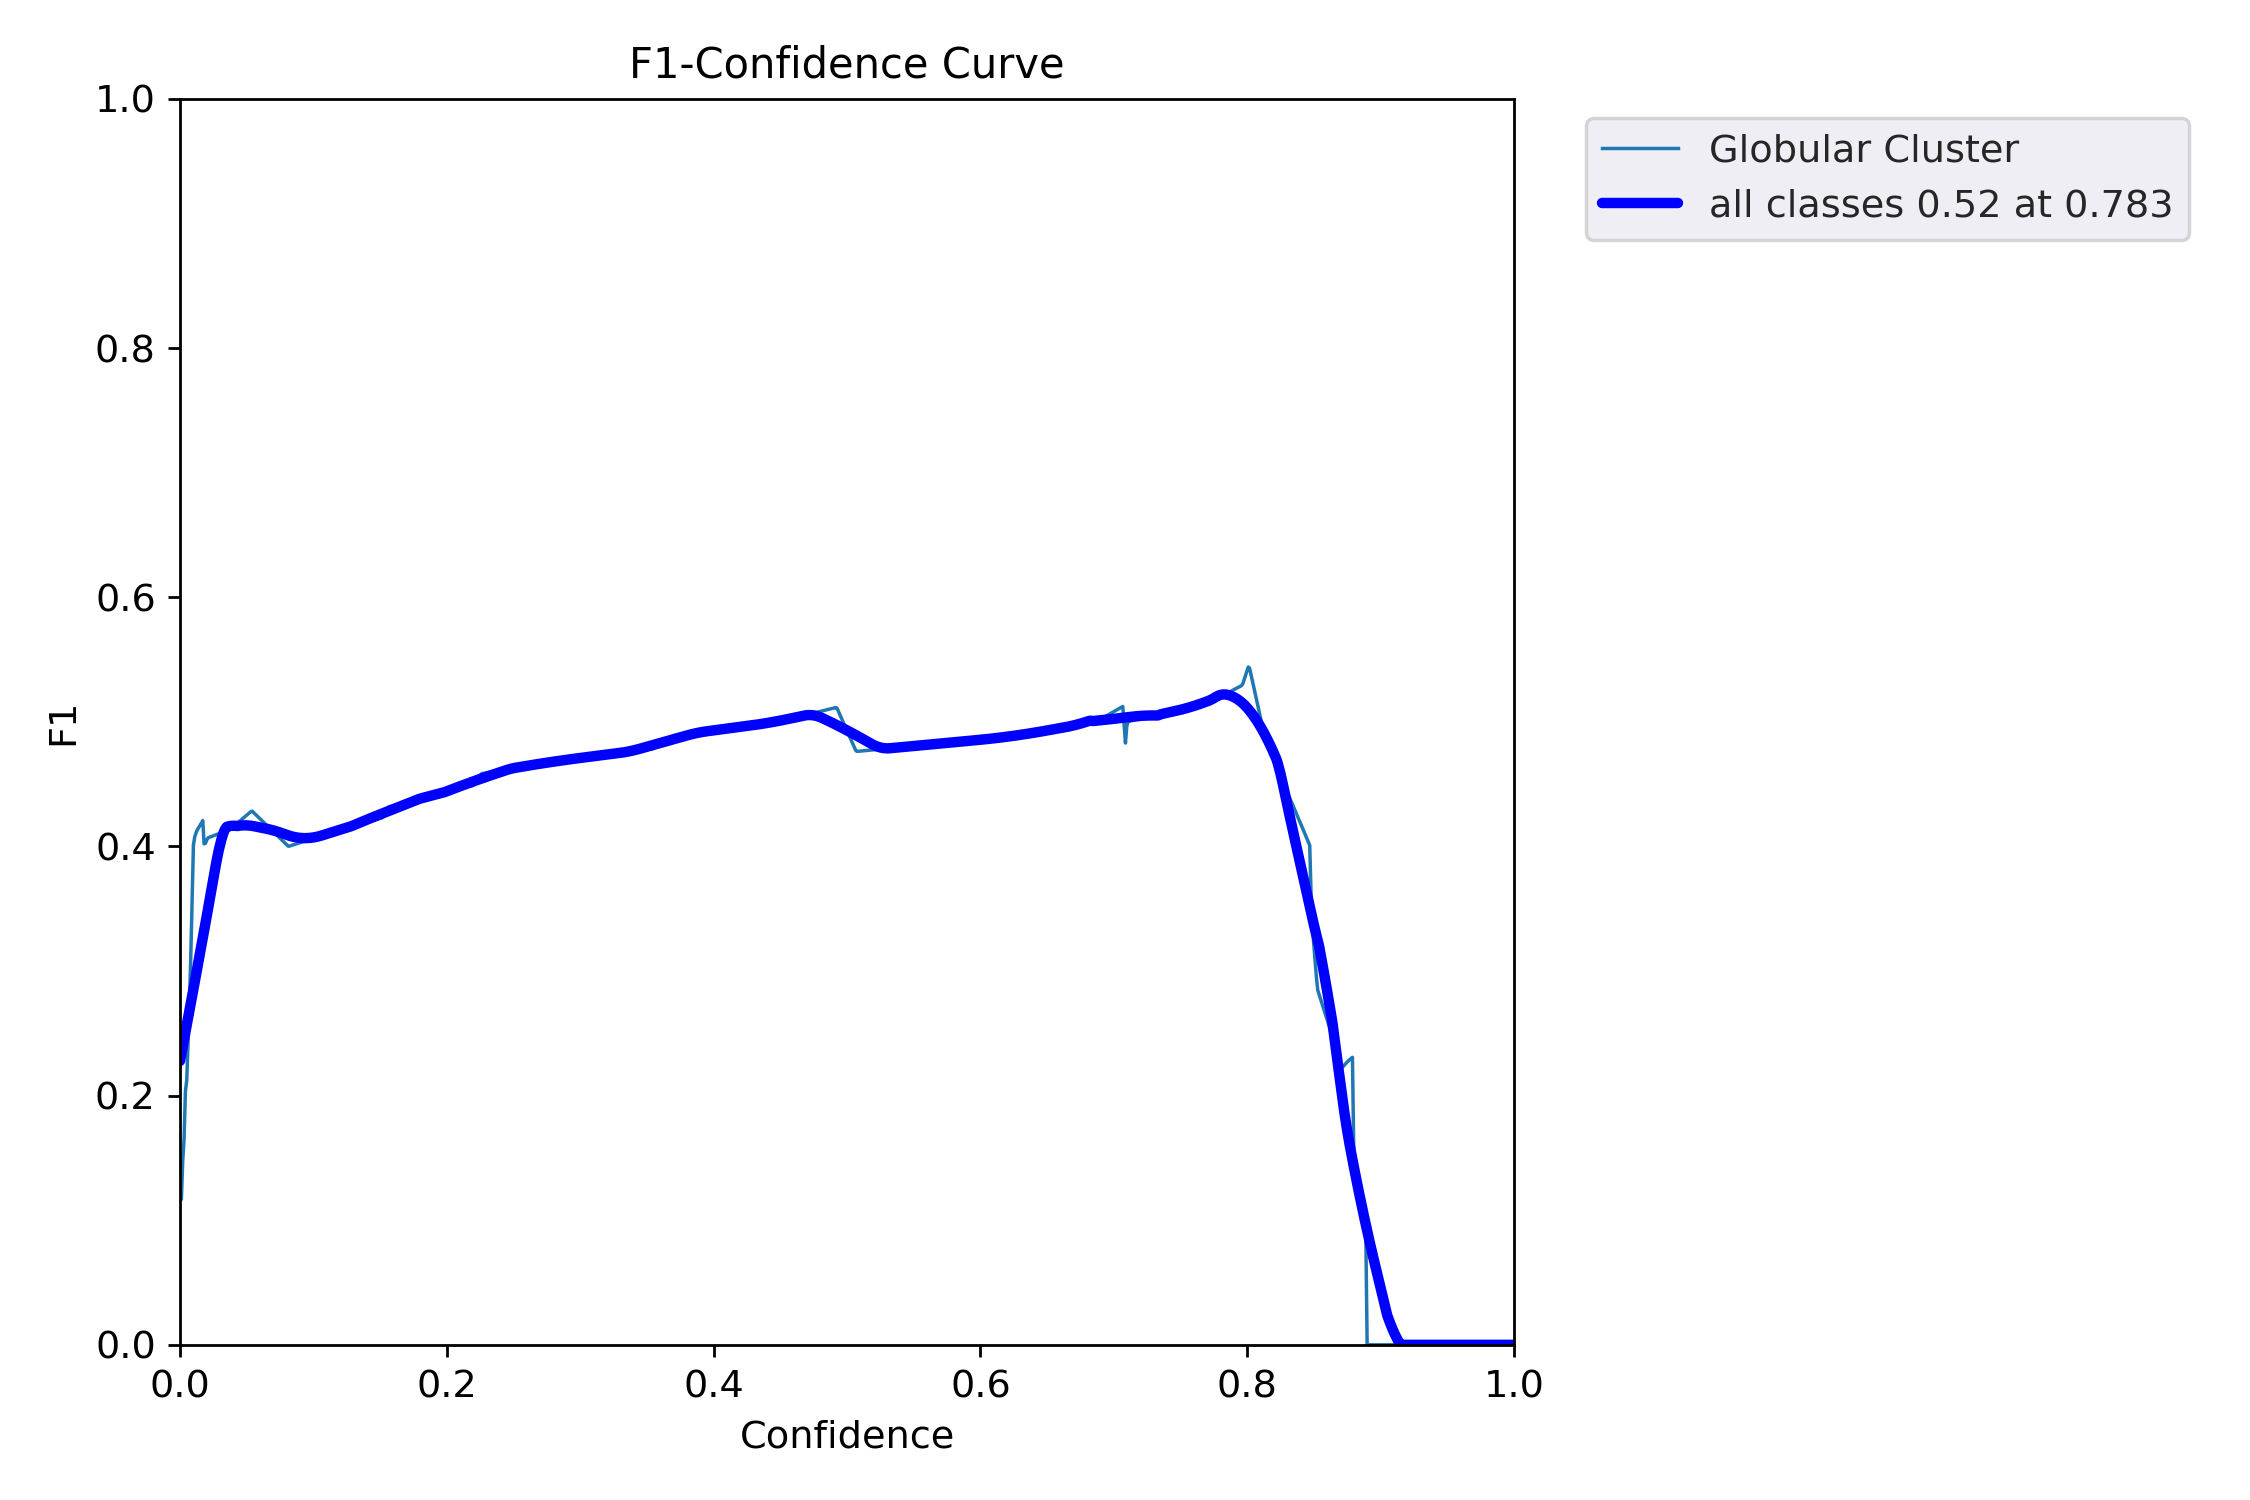 F1-Confidence Curve
1.0
0.8
0.6
0.4
0.2
0.0
F1
0.0 0.2 0.4 0.6 0.8 1.0
Confidence
Globular Cluster
all classes 0.52 at 0.783